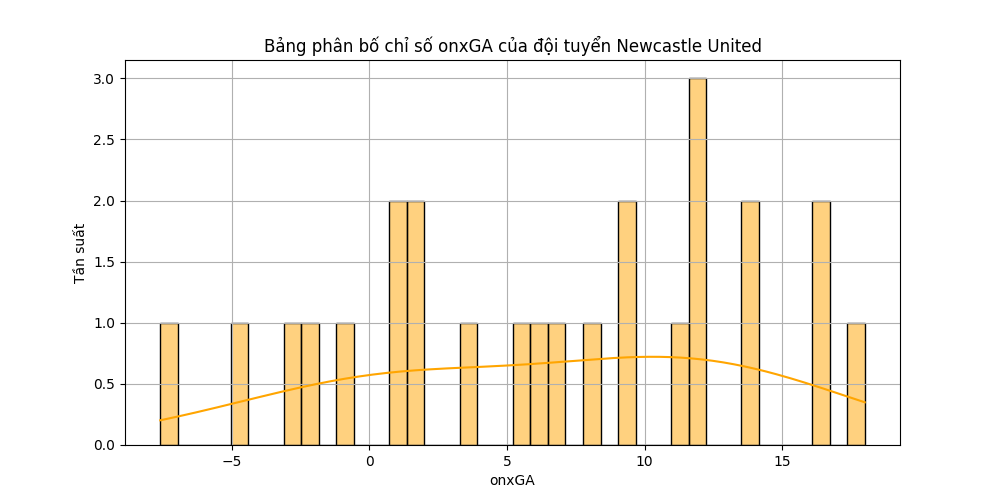 Bảng phân bố chỉ số onxGA của đội tuyển Newcastle United
3.0
2.5
2.0
1.5
1.0
0.5
0.0
Tần suất
−5 0 5 10 15
onxGA